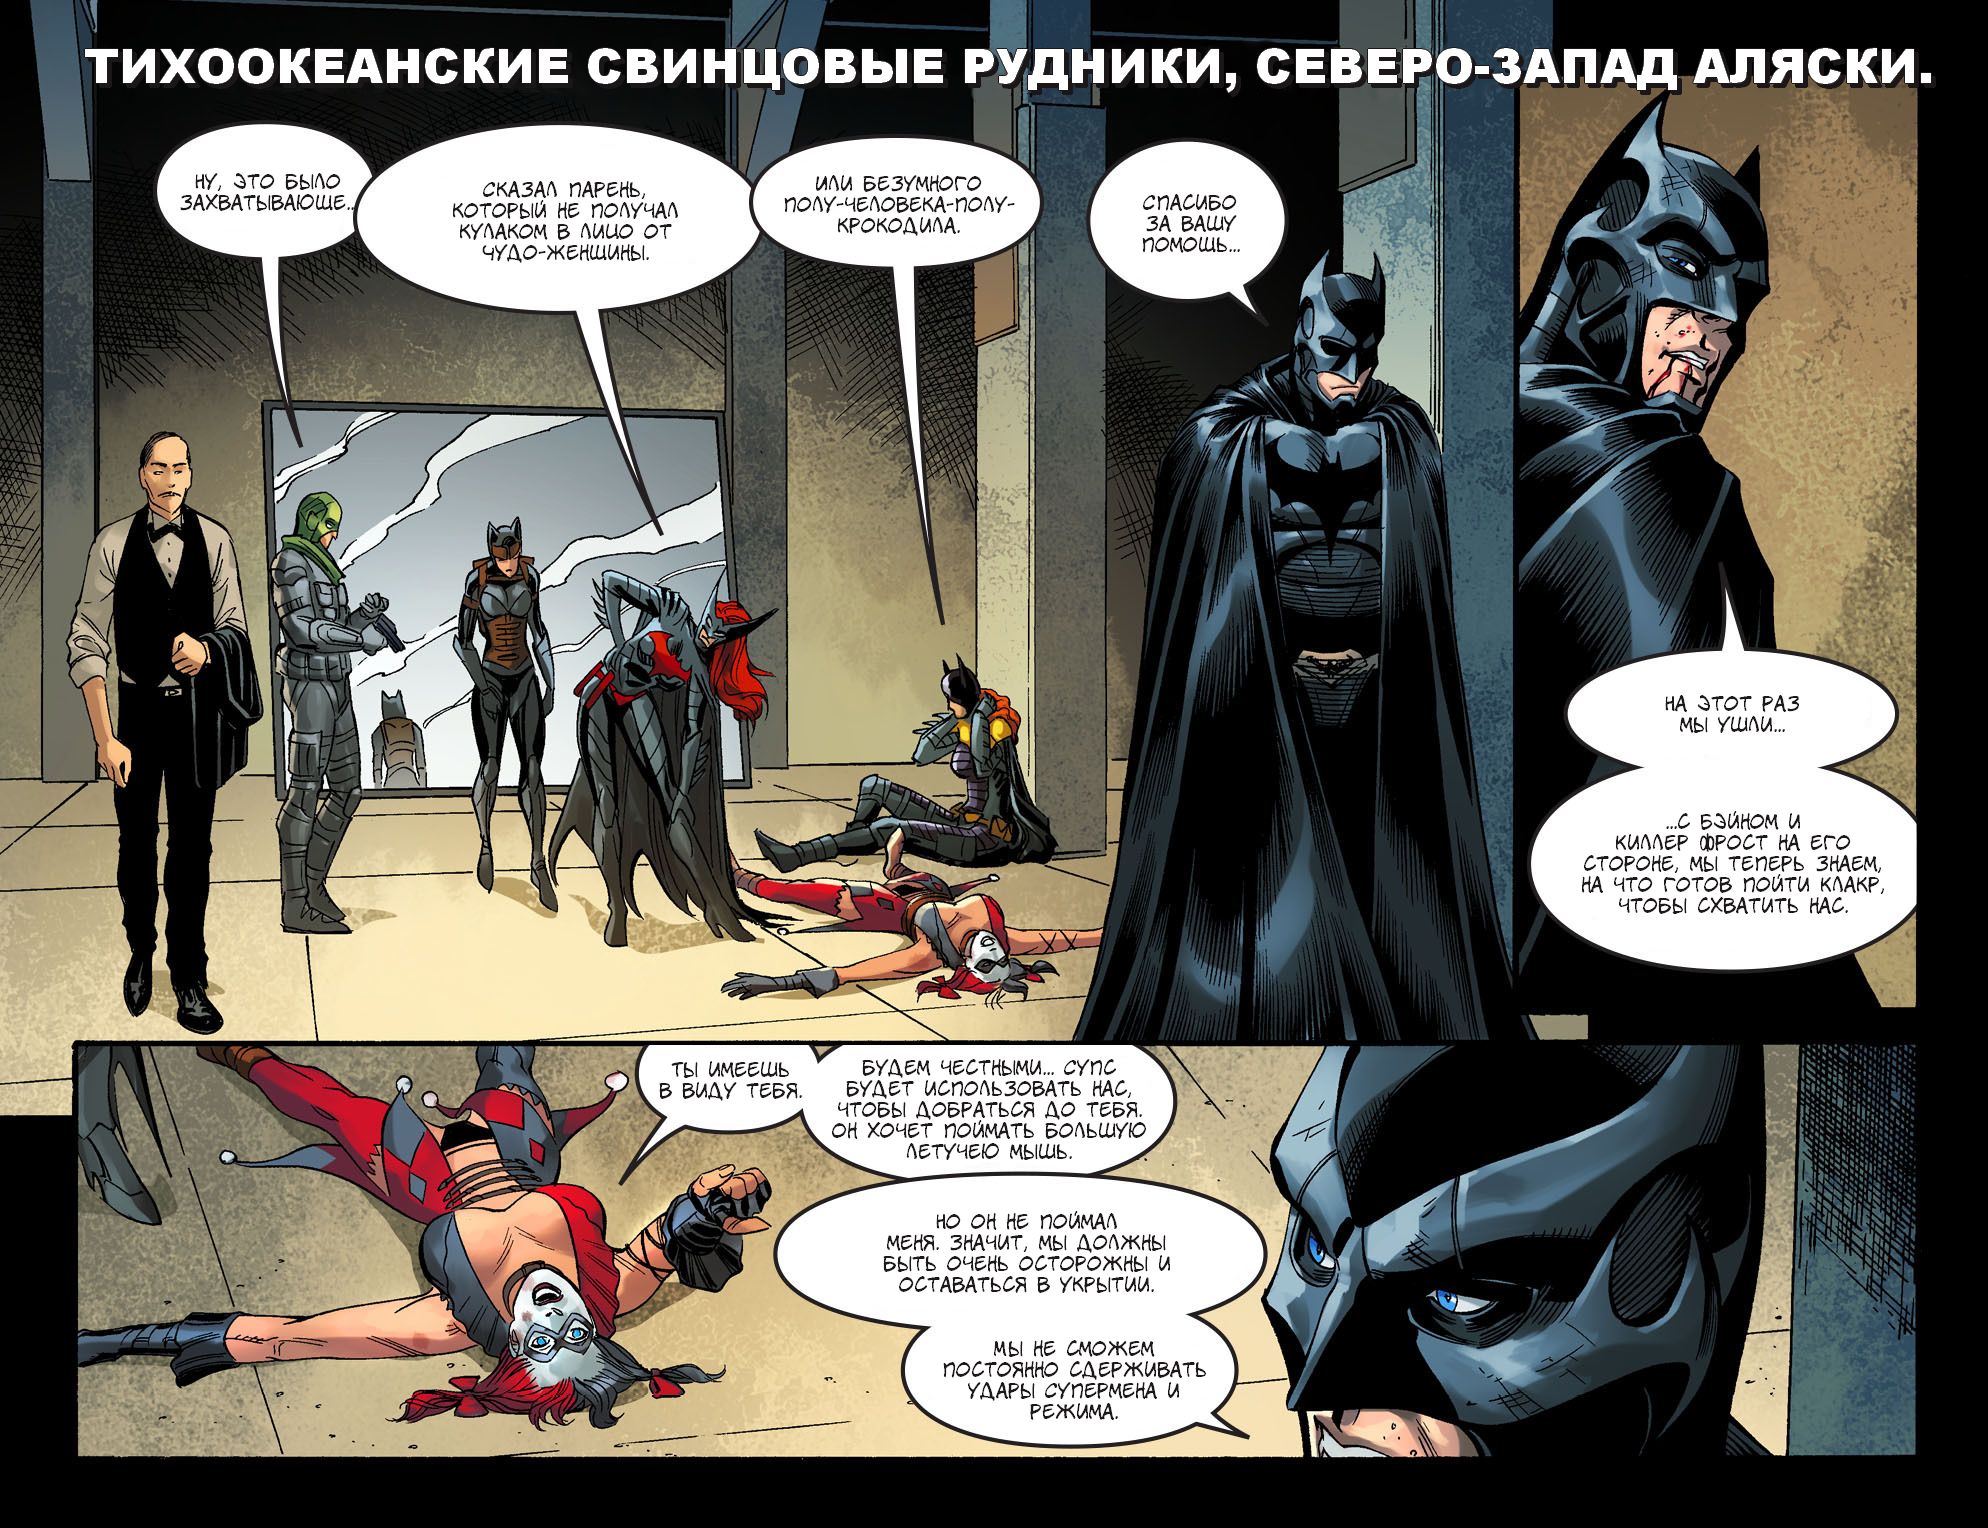 ТИХООКЕАНСКИЕ СВИНЦОВЫЕ РУДНИКИ, СЕВЕРО-ЗАПАД АЛЯСКИ.
НУ, ЭТО БЫЛО
ЗАХВАТЫВАЮЩЕ...
СКАЗАЛ ПАРЕНЬ,
КОТОРЫЙ НЕ ПОЛУЧАЛ
КУЛАКОМ В ЛИЦО ОТ
ЧУДО-ЖЕНЩИНЫ.
ИЛИ БЕЗУМНОГО
ПОЛУ-ЧЕЛОВЕКА-ПОЛУ-
КРОКОДИЛА.
СПАСИБО
ЗА ВАШУ
ПОМОЩЬ...
НА ЭТОТ РАЗ
МЫ УШЛИ...
...С БЭЙНОМ И
КИЛЛЕР ФРОСТ НА ЕГО
СТОРОНЕ, МЫ ТЕПЕРЬ ЗНАЕМ,
НА ЧТО ГОТОВ ПОЙТИ КЛАКР,
ЧТОБЫ СХВАТИТЬ НАС.
ТЫ ИМЕЕШЬ
В ВИДУ ТЕБЯ.
БУДЕМ ЧЕСТНЫМИ... СУПС
БУДЕТ ИСПОЛЬЗОВАТЬ НАС,
ЧТОБЫ ДОБРАТЬСЯ ДО ТЕБЯ.
ОН ХОЧЕТ ПОЙМАТЬ БОЛЬШУЮ
ЛЕТУЧЕЮ МЫШЬ.
НО ОН НЕ ПОЙМАЛ
МЕНЯ. ЗНАЧИТ, МЫ ДОЛЖНЫ
БЫТЬ ОЧЕНЬ ОСТОРОЖНЫ И
ОСТАВАТЬСЯ В УКРЫТИИ.
МЫ НЕ СМОЖЕМ
ПОСТОЯННО СДЕРЖИВАТЬ
УДАРЫ СУПЕРМЕНА И
РЕЖИМА.